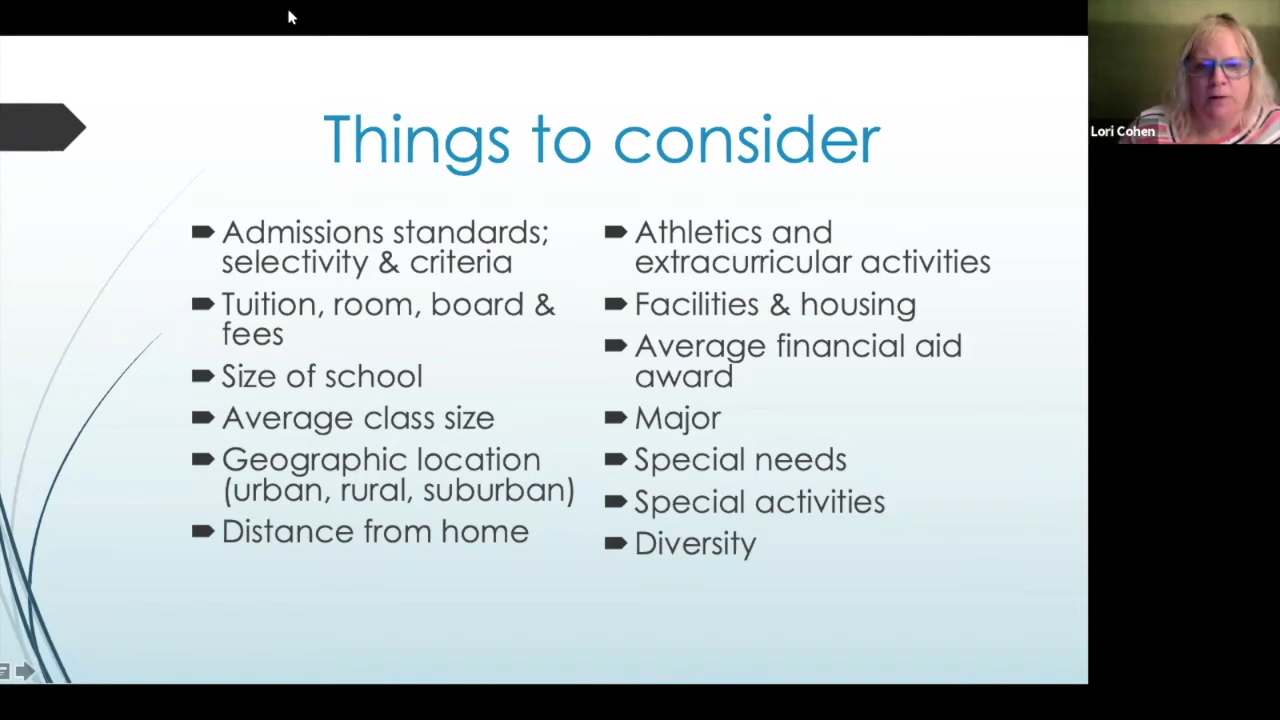 Things to consider
Admissions standards;
selectivity & criteria
Tuition, room, board &
fees
Size of school
Average class size
Geographic location
(urban, rural, suburban)
Distance from home
Athletics and
extracurricular activities
Facilities & housing
Average financial aid
award
Major
Special needs
Special activities
Diversity
Lori Cohen